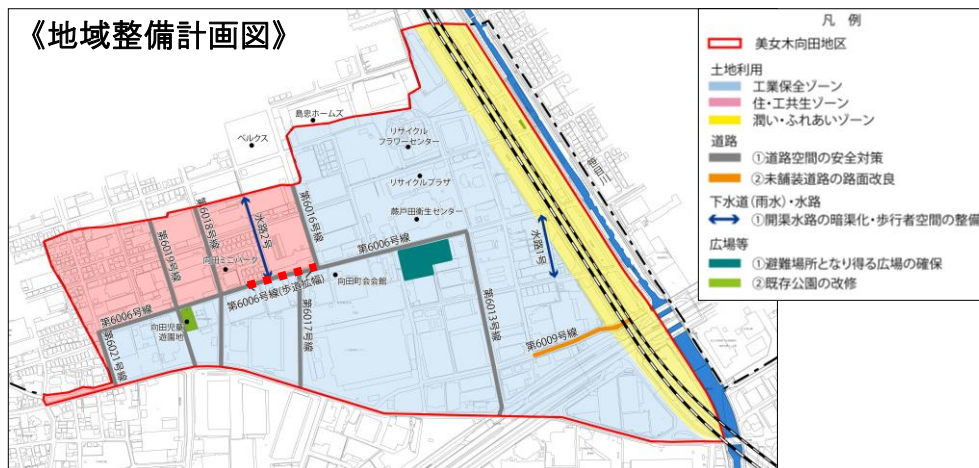 《地域整備計画図》
凡 例
美女木向田地区
土地利用
工業保全ゾーン
住・工共生ゾーン
潤い・ふれあいゾーン
道路
①道路空間の安全対策
②未舗装道路の路面改良
下水道(雨水)・水路
①開渠水路の暗渠化・歩行者空間の整備
広場等
①避難場所となり得る広場の確保
②既存公園の改修
島忠ホームズ
ベルクス
リサイクル
フラワーセンター
リサイクルプラザ
蕨戸田衛生センター
笹目川
第6016号線
水路2号
第6018号線
第6019号線
向田ミニパーク
第6006号線
水路1号
第6006号線(歩道拡幅)
向田町会会館
第6006号線
向田児童
遊園地
第6017号線
第6013号線
第6009号線
第6021号線